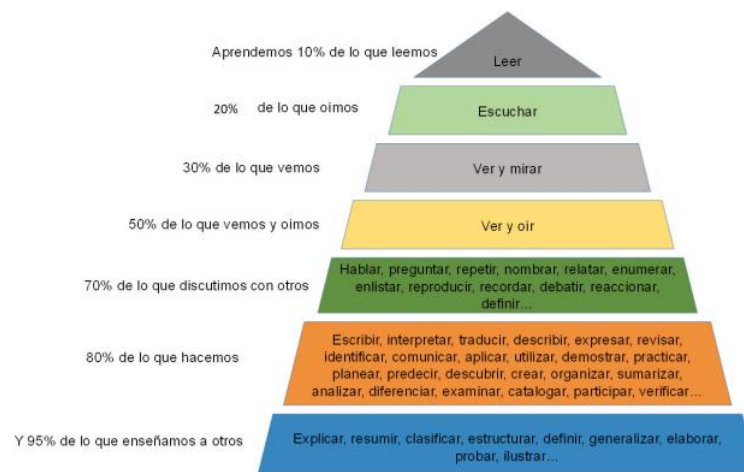 Aprendemos 10% de lo que leemos
Leer
20% de lo que oimos
Escuchar
30% de lo que vemos
Ver y mirar
50% de lo que vemos y oimos
Ver y oir
70% de lo que discutimos con otros
Hablar, preguntar, repetir, nombrar, relatar, enumerar,
enlistar, reproducir, recordar, debatir, reaccionar,
definir...
80% de lo que hacemos
Escribir, interpretar, traducir, describir, expresar, revisar,
identificar, comunicar, aplicar, utilizar, demostrar, practicar,
planear, predecir, descubrir, crear, organizar, sumarizar,
analizar, diferenciar, examinar, catalogar, participar, verificar...
Y 95% de lo que enseñamos a otros
Explicar, resumir, clasificar, estructurar, definir, generalizar, elaborar,
probar, ilustrar...